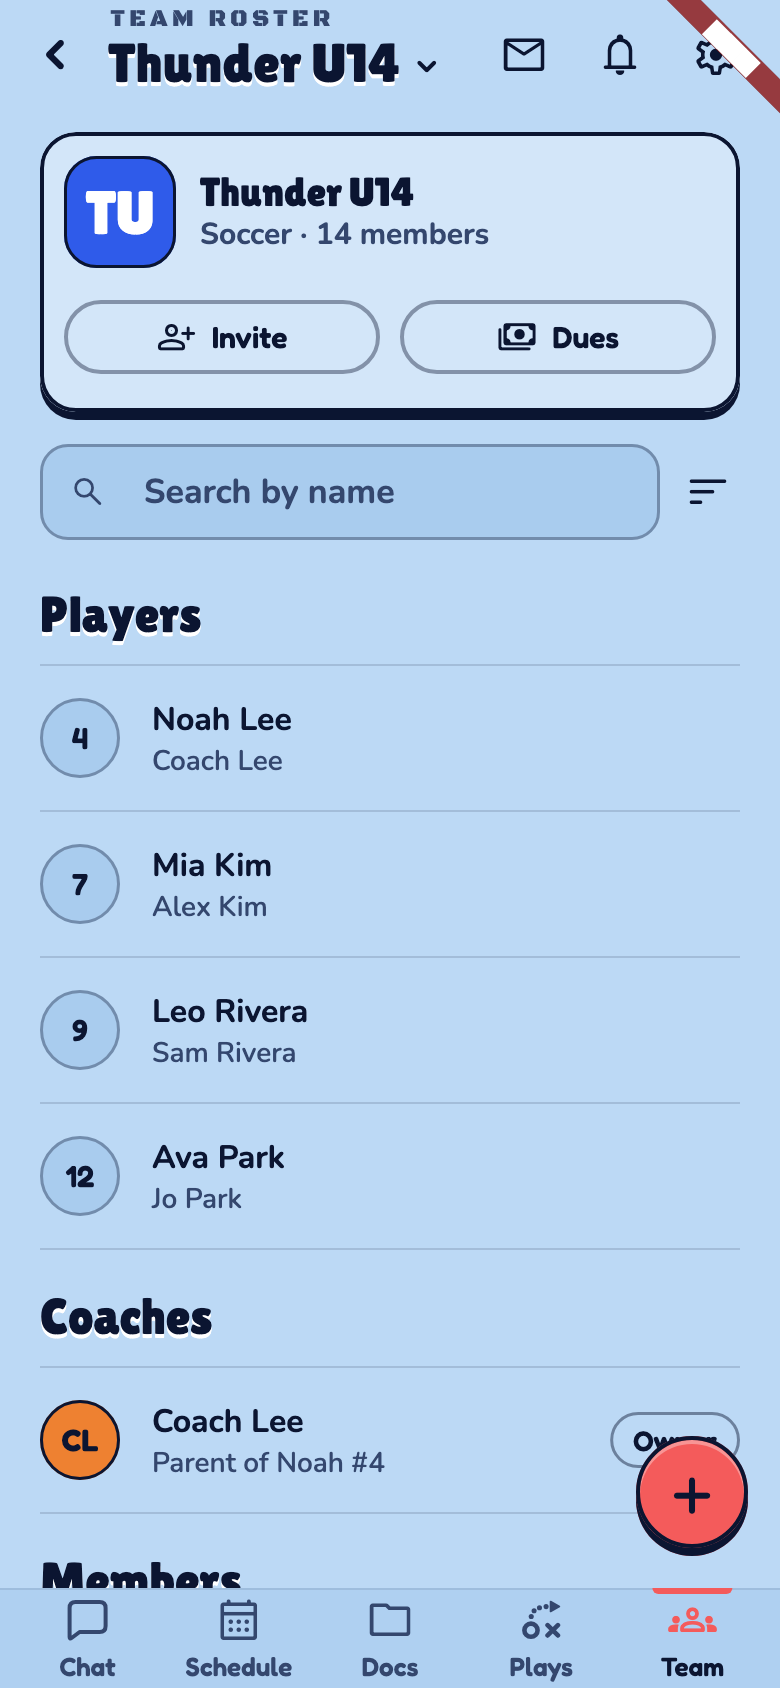 TEAM ROSTER
Thunder U14
TU
Thunder U14
Soccer · 14 members
Invite
Dues
Search by name
Players
4
Noah Lee
Coach Lee
7
Mia Kim
Alex Kim
9
Leo Rivera
Sam Rivera
12
Ava Park
Jo Park
Coaches
CL
Coach Lee
Owner
Parent of Noah #4
Members
Chat
Schedule
Docs
Plays
Team